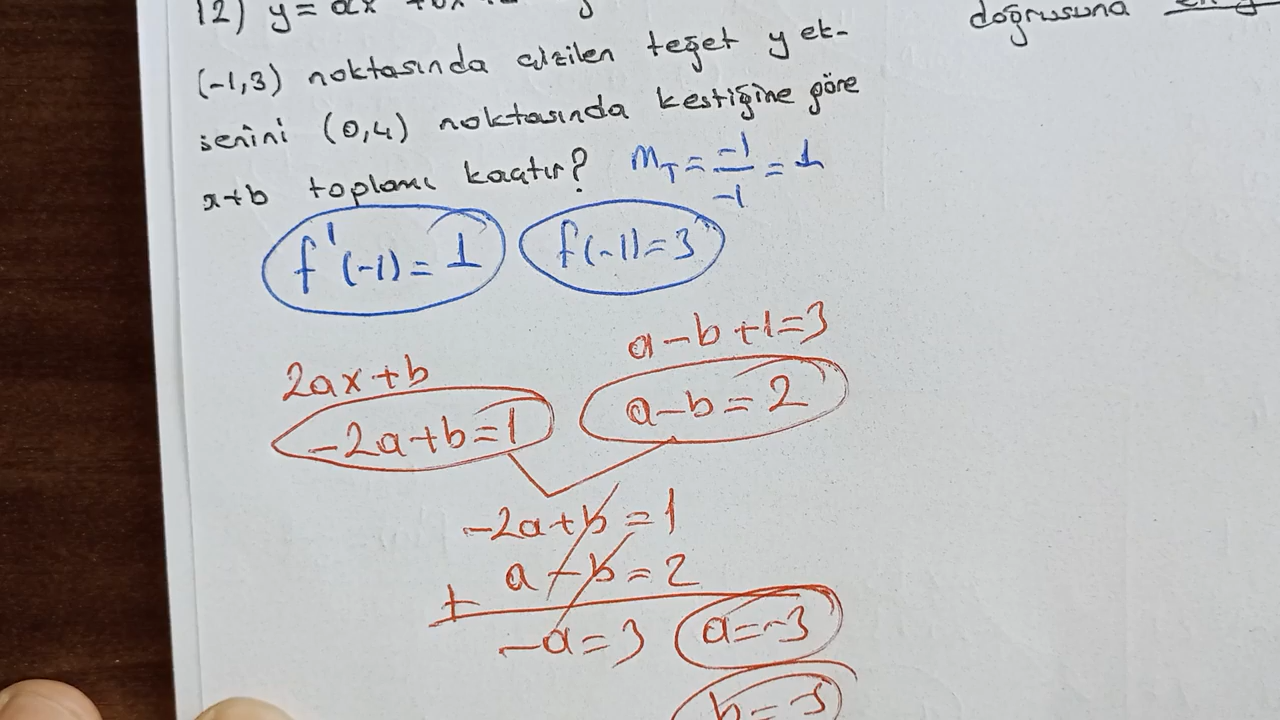 12) y=
doğrusuna
(-1,3) noktasında çizilen teğet y ek-
senini (0,4) noktasında kestiğine göre
a+b toplamı kaçtır? m_T = -1/-1 = 1
f'(-1) = 1 f(-1)=3
a-b+1=3
2ax+b
-2a+b=1 a-b=2
-2a+b=1
+ a-b=2
-a=3 a=-3